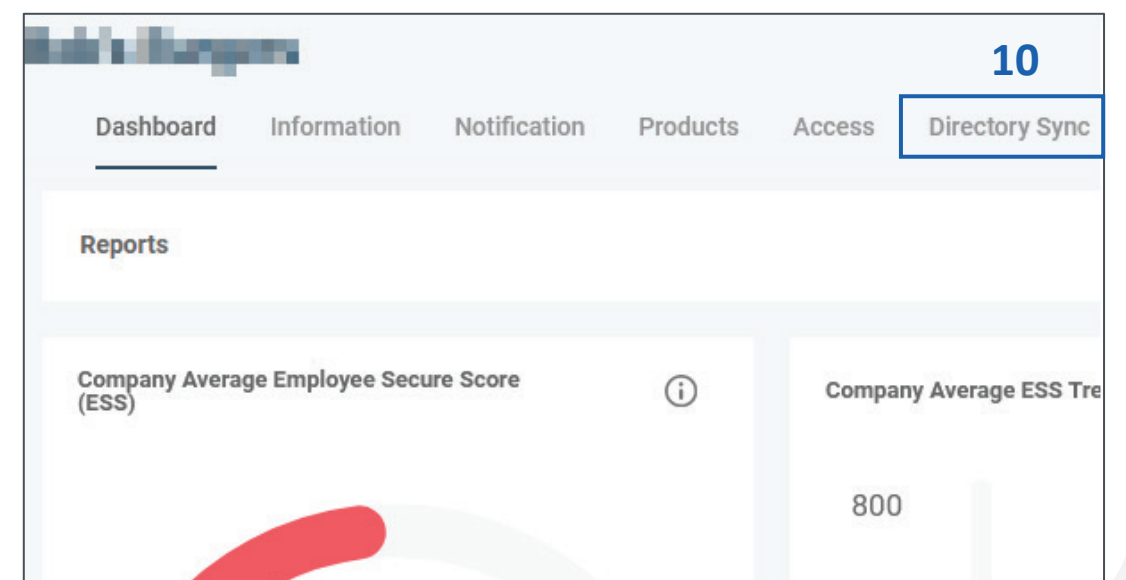 10
Dashboard Information Notification Products Access Directory Sync
Reports
Company Average Employee Secure Score
(ESS)
Company Average ESS Tre
800